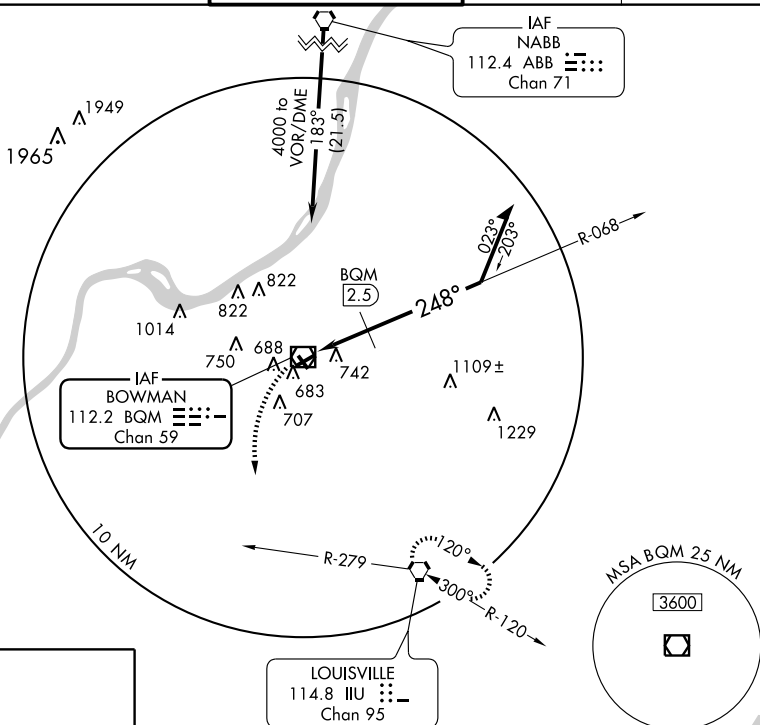 IAF
NABB
112.4 ABB
Chan 71
1949
1965
4000 to
VOR/DME
183°
(21.5)
023°
203°
R-068
BQM
2.5
248°
822
822
1014
750
688
742
683
707
1109±
1229
IAF
BOWMAN
112.2 BQM
Chan 59
10 NM
R-279
120°
300°
R-120
MSA BQM 25 NM
3600
LOUISVILLE
114.8 IIU
Chan 95